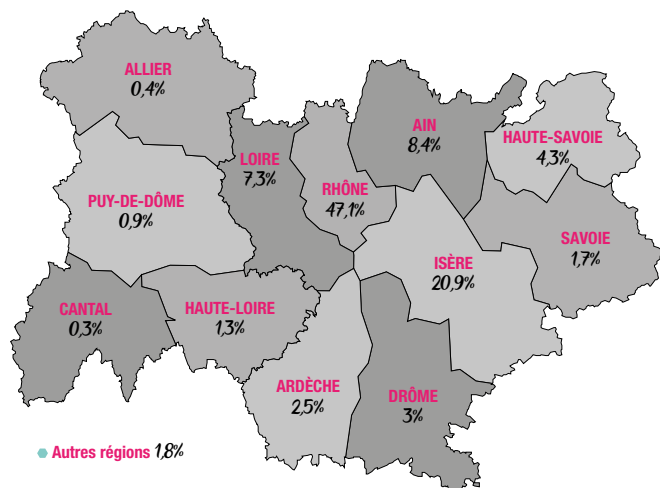 ALLIER
0,4%
AIN
8,4%
HAUTE-SAVOIE
4,3%
LOIRE
7,3%
RHÔNE
47,1%
PUY-DE-DÔME
0,9%
SAVOIE
1,7%
ISÈRE
20,9%
CANTAL
0,3%
HAUTE-LOIRE
1,3%
ARDÈCHE
2,5%
DRÔME
3%
Autres régions 1,8%